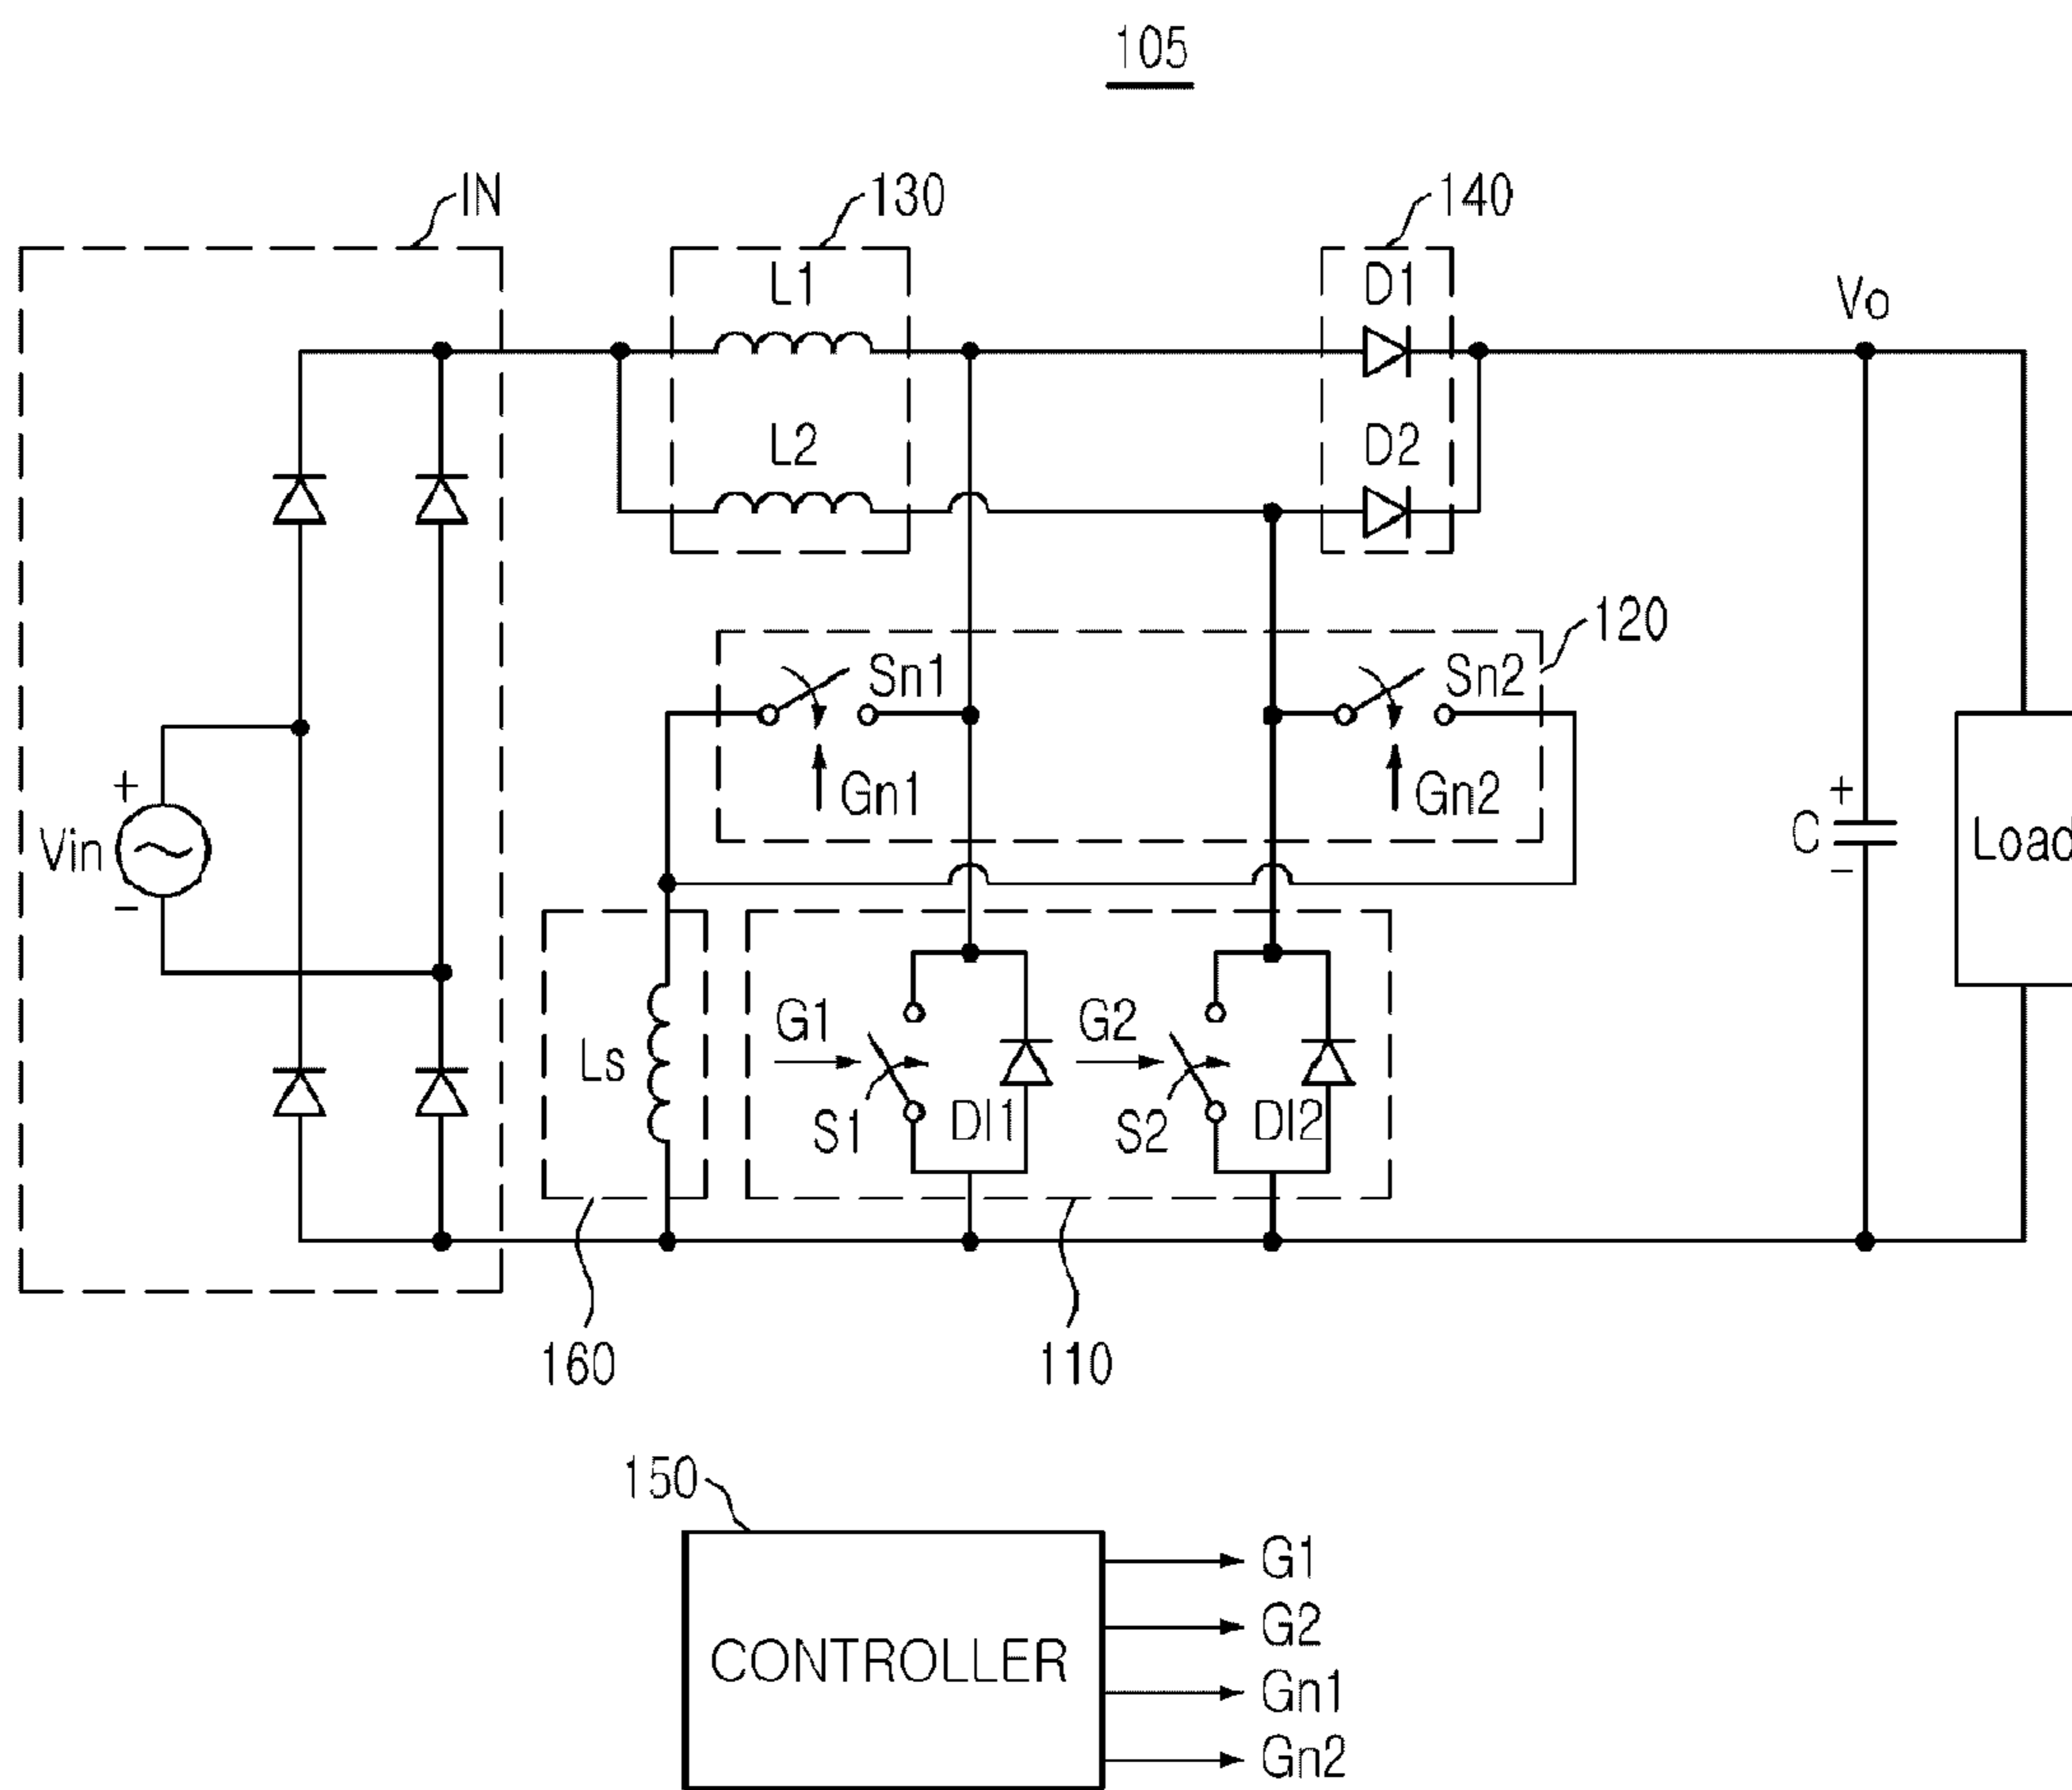 105
IN
130
140
L1
D1
Vo
L2
D2
120
Sn1
Sn2
Gn1
Gn2
+
Vin
-
+
C
-
Load
G1
G2
Ls
S1
DI1
S2
DI2
160
110
150
CONTROLLER
G1
G2
Gn1
Gn2